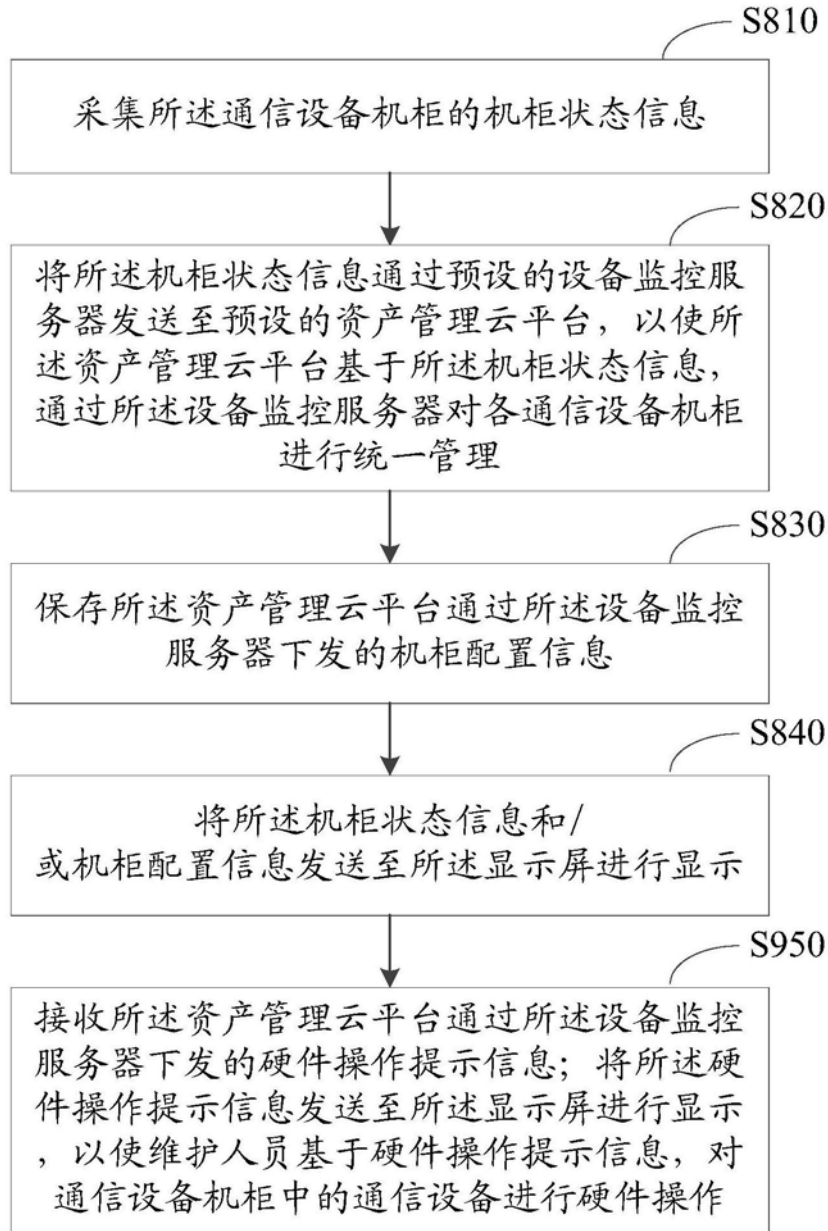 S810
采集所述通信设备机柜的机柜状态信息
S820
将所述机柜状态信息通过预设的设备监控服
务器发送至预设的资产管理云平台，以使所
述资产管理云平台基于所述机柜状态信息，
通过所述设备监控服务器对各通信设备机柜
进行统一管理
S830
保存所述资产管理云平台通过所述设备监控
服务器下发的机柜配置信息
S840
将所述机柜状态信息和/
或机柜配置信息发送至所述显示屏进行显示
S950
接收所述资产管理云平台通过所述设备监控
服务器下发的硬件操作提示信息；将所述硬
件操作提示信息发送至所述显示屏进行显示
，以使维护人员基于硬件操作提示信息，对
通信设备机柜中的通信设备进行硬件操作